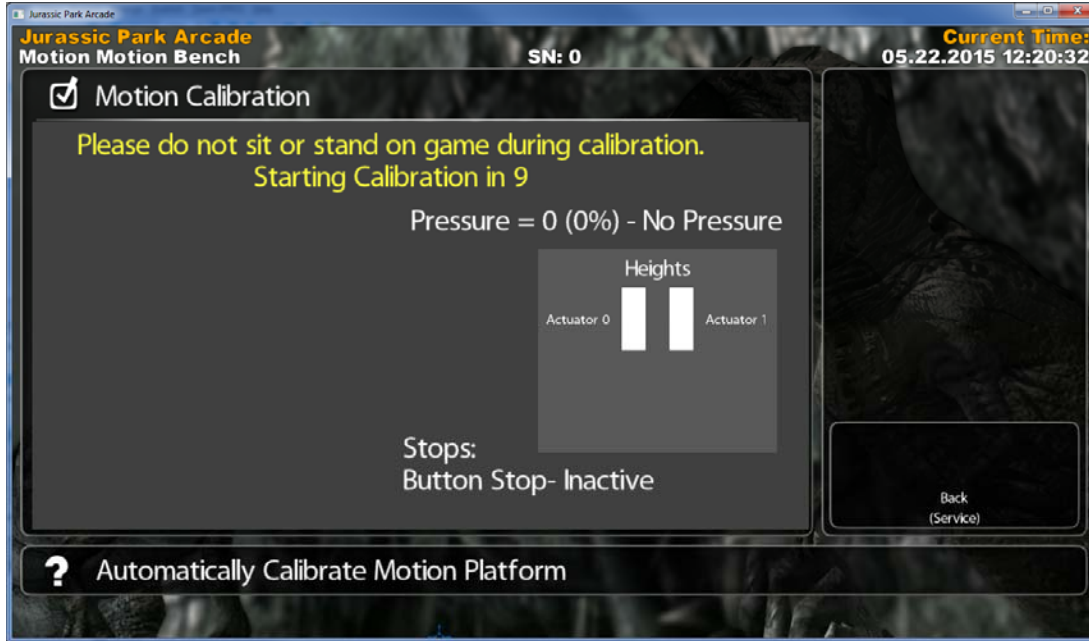 Jurassic Park Arcade
Jurassic Park Arcade
Motion Motion Bench
SN: 0
Current Time:
05.22.2015 12:20:32
Motion Calibration
Please do not sit or stand on game during calibration.
Starting Calibration in 9
Pressure = 0 (0%) - No Pressure
Heights
Actuator 0
Actuator 1
Stops:
Button Stop- Inactive
Back
(Service)
? Automatically Calibrate Motion Platform